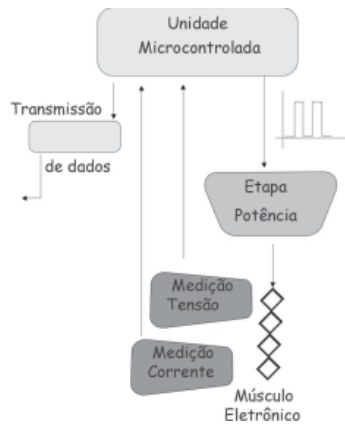 Unidade
Microcontrolada
Transmissão
de dados
Etapa
Potência
Medição
Tensão
Medição
Corrente
Músculo
Eletrônico